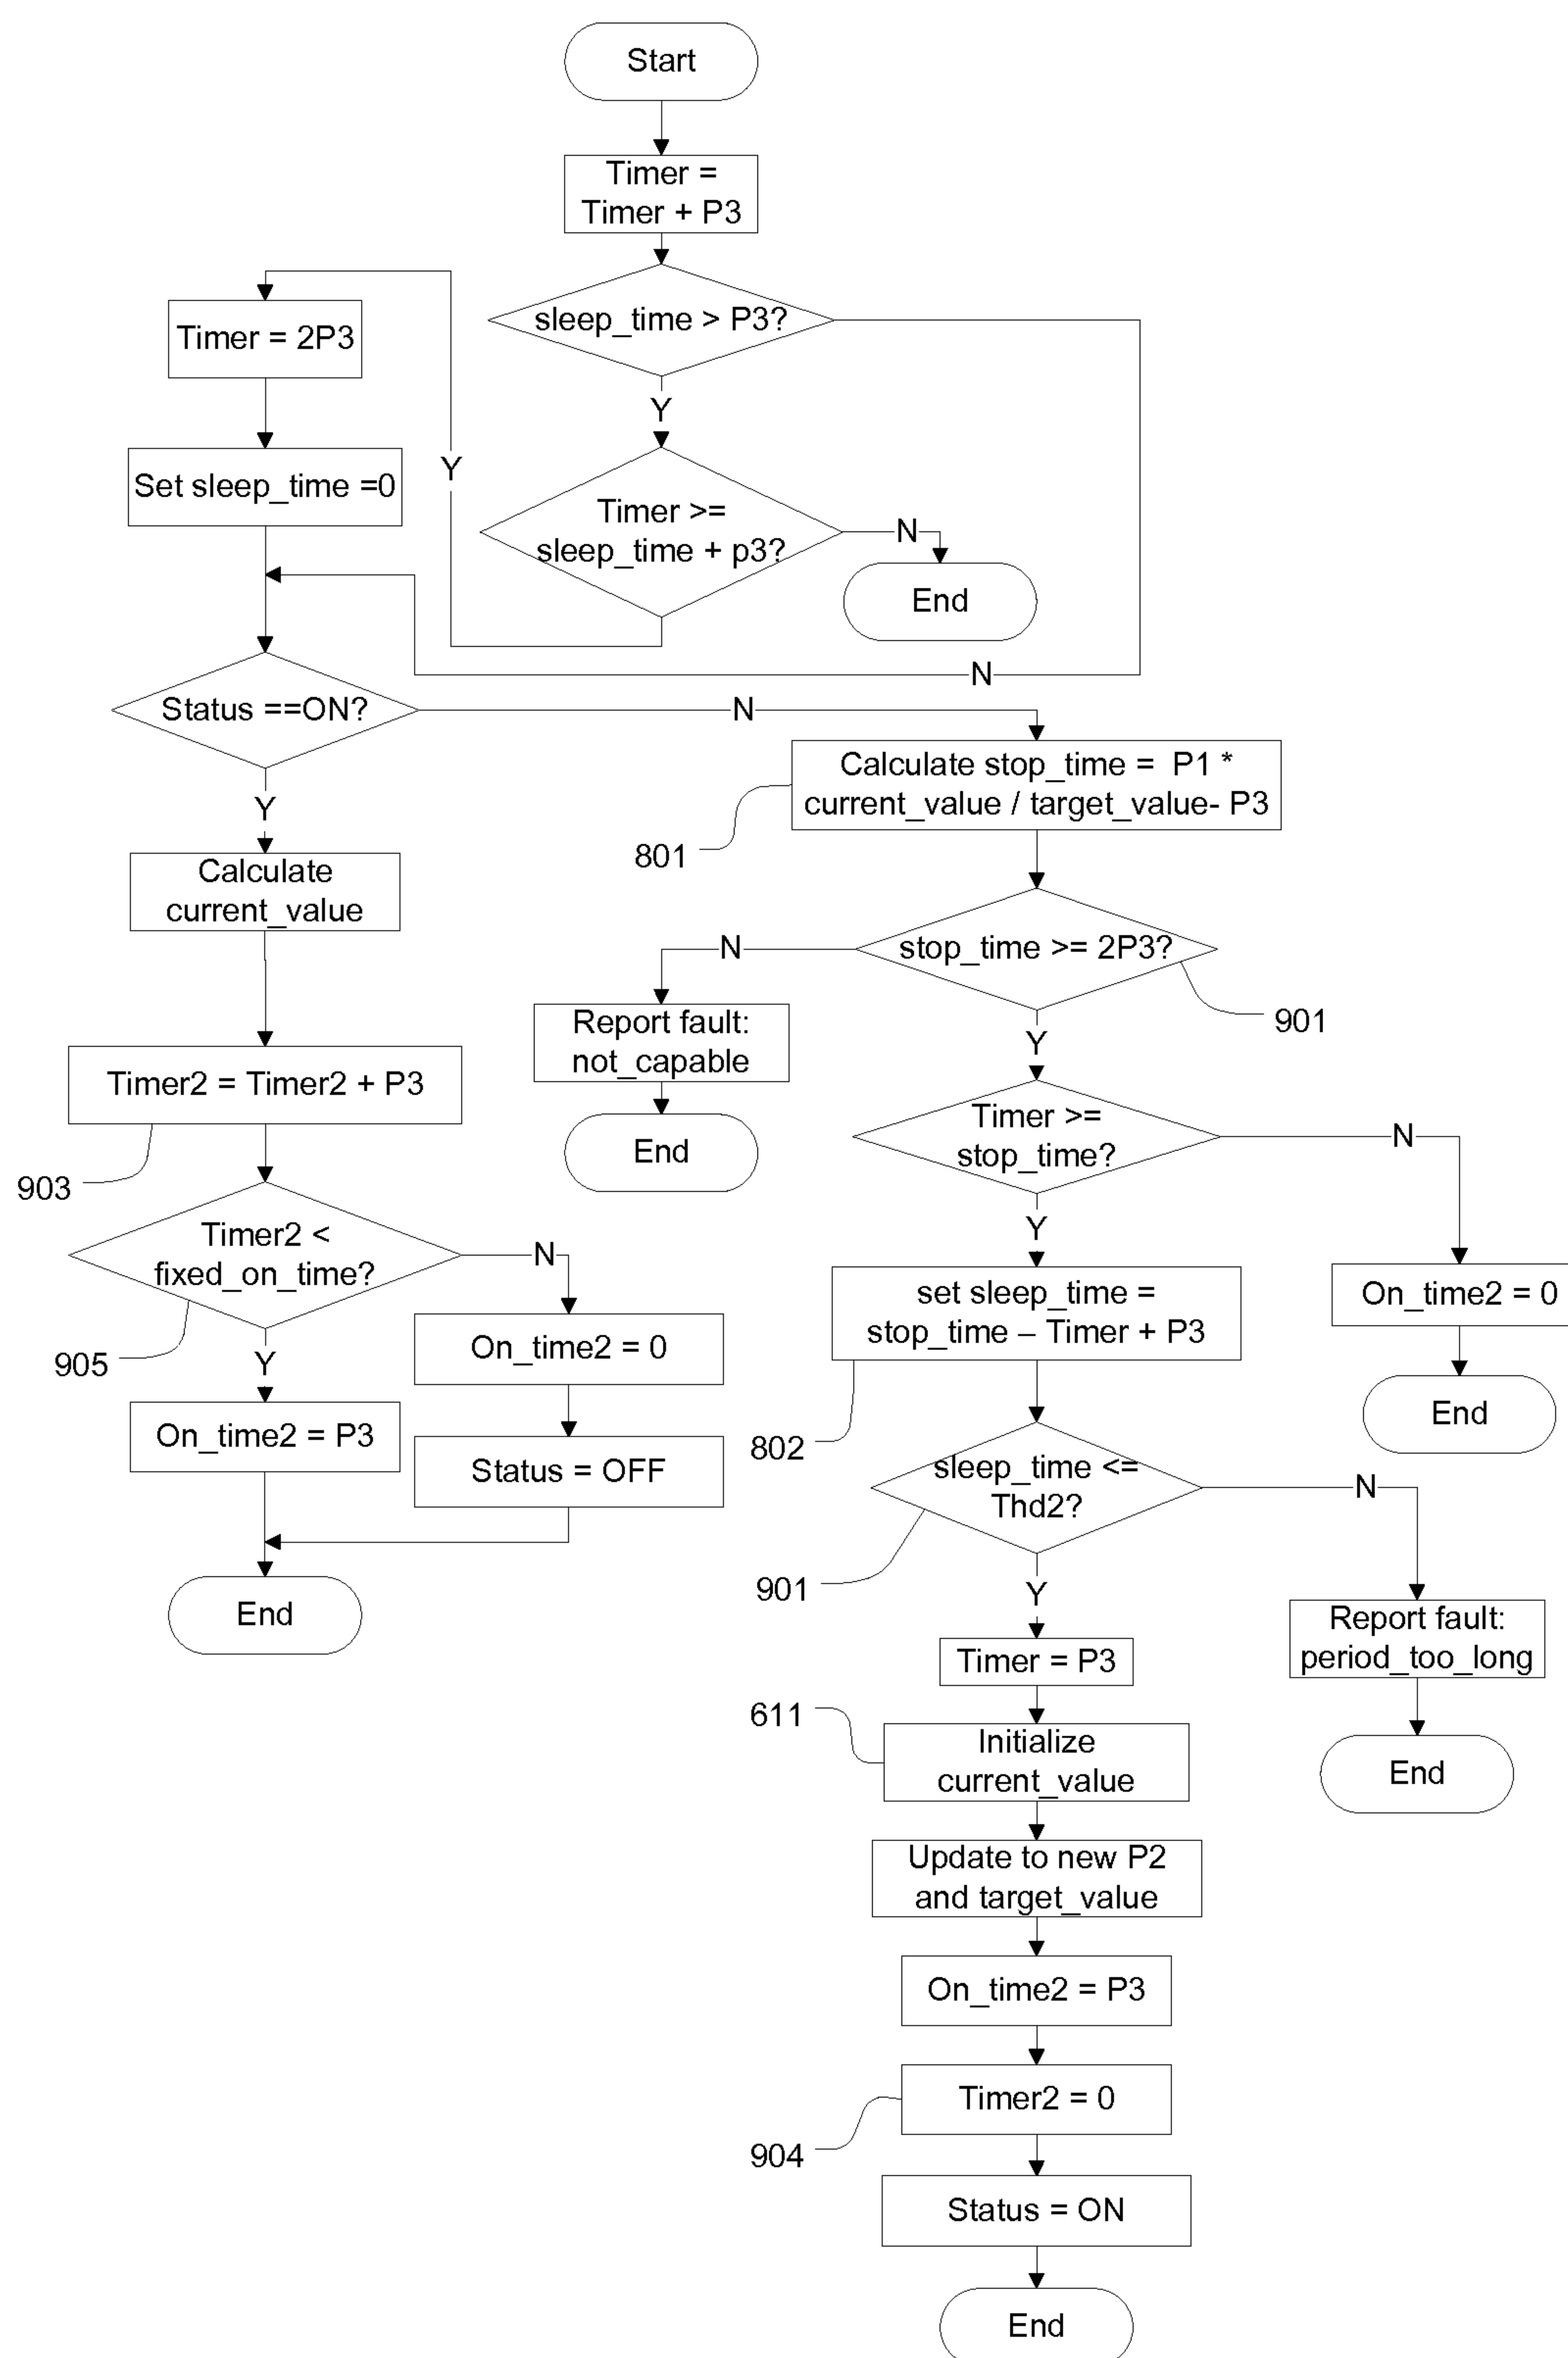 Start
Timer =
Timer + P3
sleep_time > P3?
Y
Timer >=
sleep_time + p3?
N
End
Y
N
Timer = 2P3
Set sleep_time =0
Status ==ON?
N
Y
Calculate
current_value
Timer2 = Timer2 + P3
903
Timer2 <
fixed_on_time?
905
N
Y
On_time2 = P3
On_time2 = 0
Status = OFF
End
Calculate stop_time =  P1 *
current_value / target_value- P3
801
stop_time >= 2P3?
901
N
Report fault:
not_capable
End
Y
Timer >=
stop_time?
N
On_time2 = 0
End
Y
set sleep_time =
stop_time – Timer + P3
802
sleep_time <=
Thd2?
901
N
Report fault:
period_too_long
End
Y
Timer = P3
611
Initialize
current_value
Update to new P2
and target_value
On_time2 = P3
Timer2 = 0
904
Status = ON
End